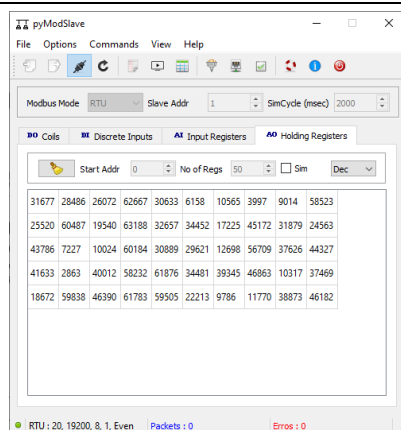 pyModSlave
File Options Commands View Help
Modbus Mode RTU Slave Addr 1 SimCycle (msec) 2000
DO Coils DI Discrete Inputs AI Input Registers AO Holding Registers
Start Addr 0 No of Regs 50 Sim Dec
31677 28486 26072 62667 30633 6158 10565 3997 9014 58523
25520 60487 19540 63188 32657 34452 17225 45172 31879 24563
43786 7227 10024 60184 30889 29621 12698 56709 37626 44327
41633 2863 40012 58232 61876 34481 39345 46863 10317 37469
18672 59838 46390 61783 59505 22213 9786 11770 38873 46182
RTU : 20, 19200, 8, 1, Even Packets : 0 Erros : 0